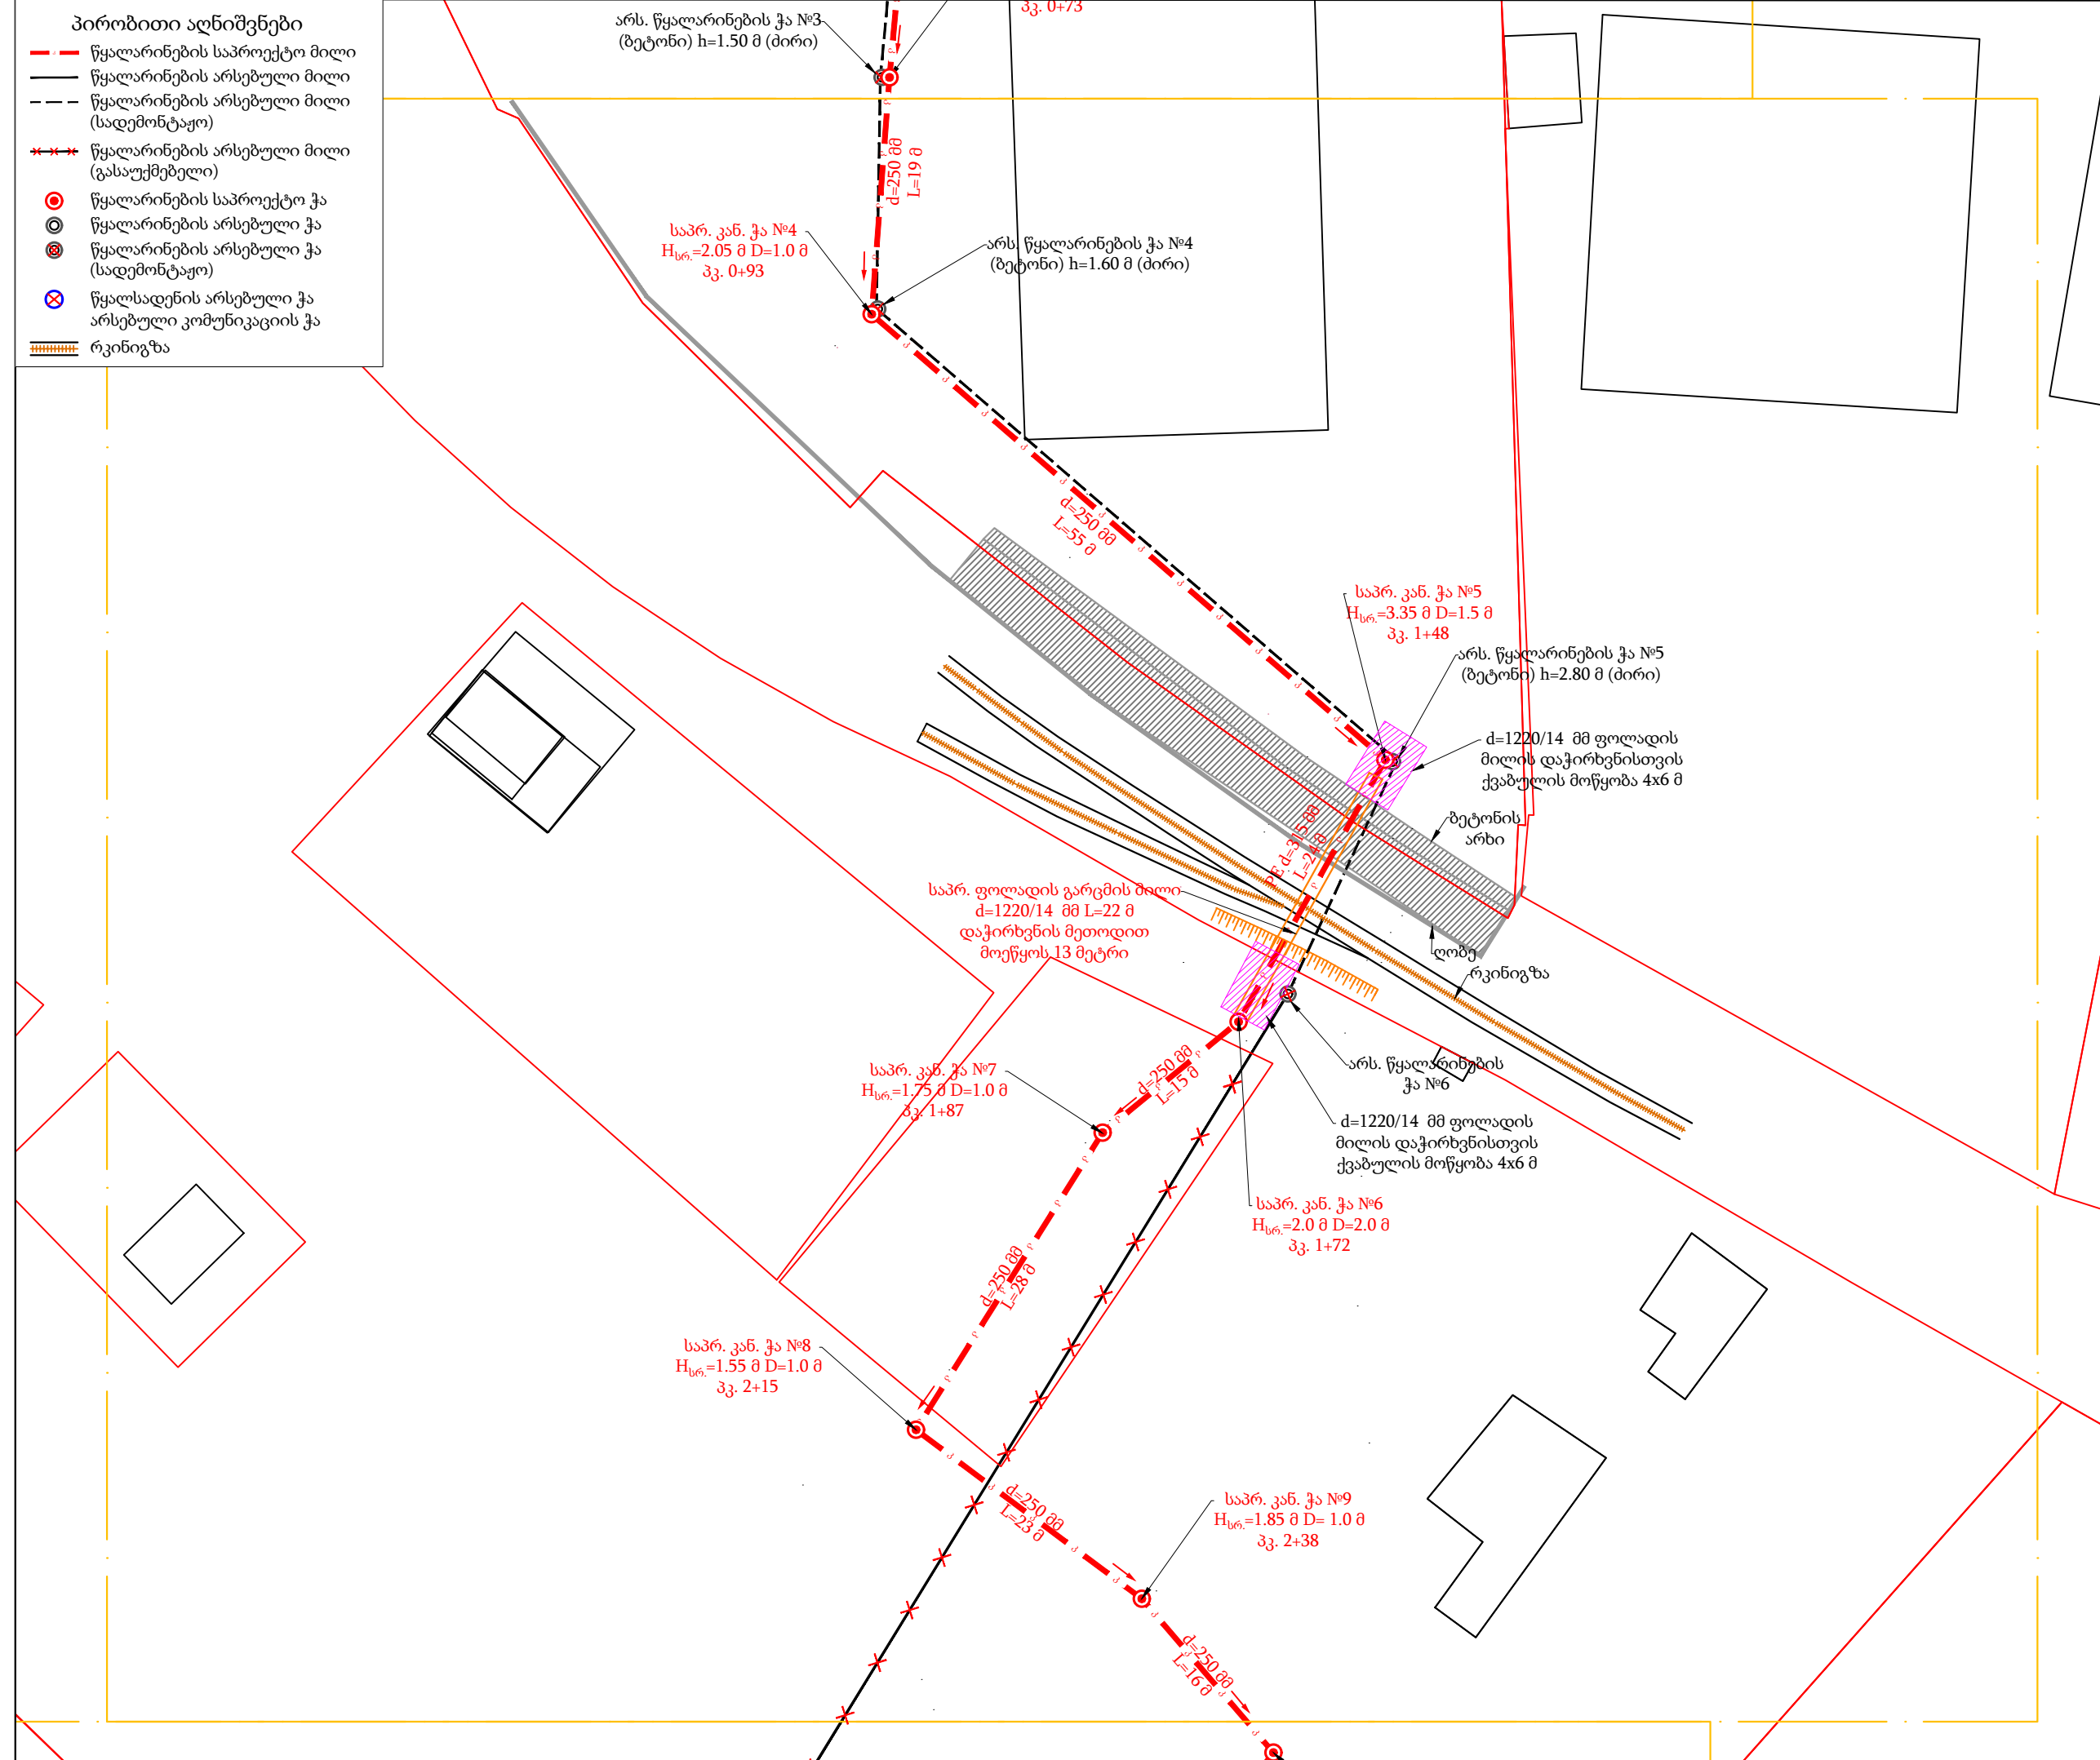 პირობითი აღნიშვნები
წყალარინების საპროექტო მილი
წყალარინების არსებული მილი
წყალარინების არსებული მილი
(სადემონტაჟო)
წყალარინების არსებული მილი
(გასაუქმებელი)
წყალარინების საპროექტო ჭა
წყალარინების არსებული ჭა
წყალარინების არსებული ჭა
(სადემონტაჟო)
წყალსადენის არსებული ჭა
არსებული კომუნიკაციის ჭა
რკინიგზა
პკ. 0+73
არს. წყალარინების ჭა №3
(ბეტონი) h=1.50 მ (ძირი)
d=250 მმ
L=19 მ
საპრ. კან. ჭა №4
Hსრ.=2.05 მ D=1.0 მ
პკ. 0+93
არს. წყალარინების ჭა №4
(ბეტონი) h=1.60 მ (ძირი)
d=250 მმ
L=55 მ
საპრ. კან. ჭა №5
Hსრ.=3.35 მ D=1.5 მ
პკ. 1+48
არს. წყალარინების ჭა №5
(ბეტონი) h=2.80 მ (ძირი)
d=1220/14 მმ ფოლადის
მილის დაჭირხვნისთვის
ქვაბულის მოწყობა 4x6 მ
ბეტონის
არხი
PE d=315 მმ
L=24 მ
საპრ. ფოლადის გარცმის მილი
d=1220/14 მმ L=22 მ
დაჭირხვნის მეთოდით
მოეწყოს 13 მეტრი
ღობე
რკინიგზა
არს. წყალარინების
ჭა №6
d=250 მმ
L=15 მ
საპრ. კან. ჭა №7
Hსრ.=1.75 მ D=1.0 მ
პკ. 1+87
d=1220/14 მმ ფოლადის
მილის დაჭირხვნისთვის
ქვაბულის მოწყობა 4x6 მ
საპრ. კან. ჭა №6
Hსრ.=2.0 მ D=2.0 მ
პკ. 1+72
d=250 მმ
L=28 მ
საპრ. კან. ჭა №8
Hსრ.=1.55 მ D=1.0 მ
პკ. 2+15
d=250 მმ
L=23 მ
საპრ. კან. ჭა №9
Hსრ.=1.85 მ D= 1.0 მ
პკ. 2+38
d=250 მმ
L=16 მ